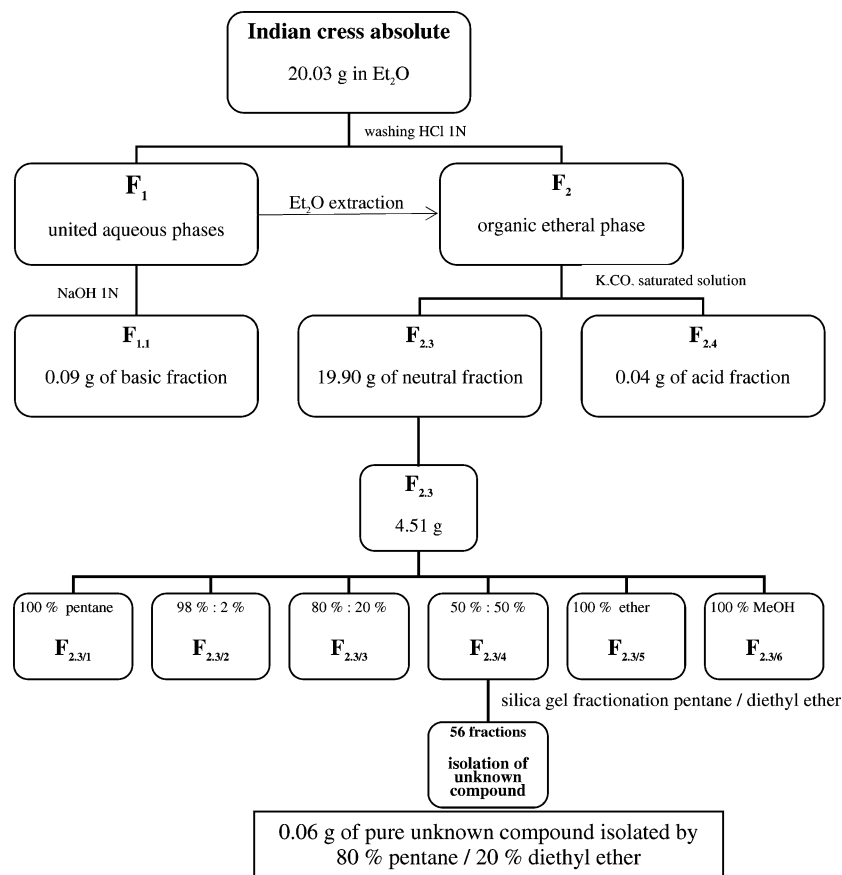 Indian cress absolute
20.03 g in Et₂O
washing HCl 1N
F₁
united aqueous phases
Et₂O extraction
F₂
organic etheral phase
NaOH 1N
K.CO. saturated solution
F₁.₁
0.09 g of basic fraction
F₂.₃
19.90 g of neutral fraction
F₂.₄
0.04 g of acid fraction
F₂.₃
4.51 g
100 % pentane
F₂.₃/₁
98 % : 2 %
F₂.₃/₂
80 % : 20 %
F₂.₃/₃
50 % : 50 %
F₂.₃/₄
100 % ether
F₂.₃/₅
100 % MeOH
F₂.₃/₆
silica gel fractionation pentane / diethyl ether
56 fractions
isolation of
unknown
compound
0.06 g of pure unknown compound isolated by
80 % pentane / 20 % diethyl ether